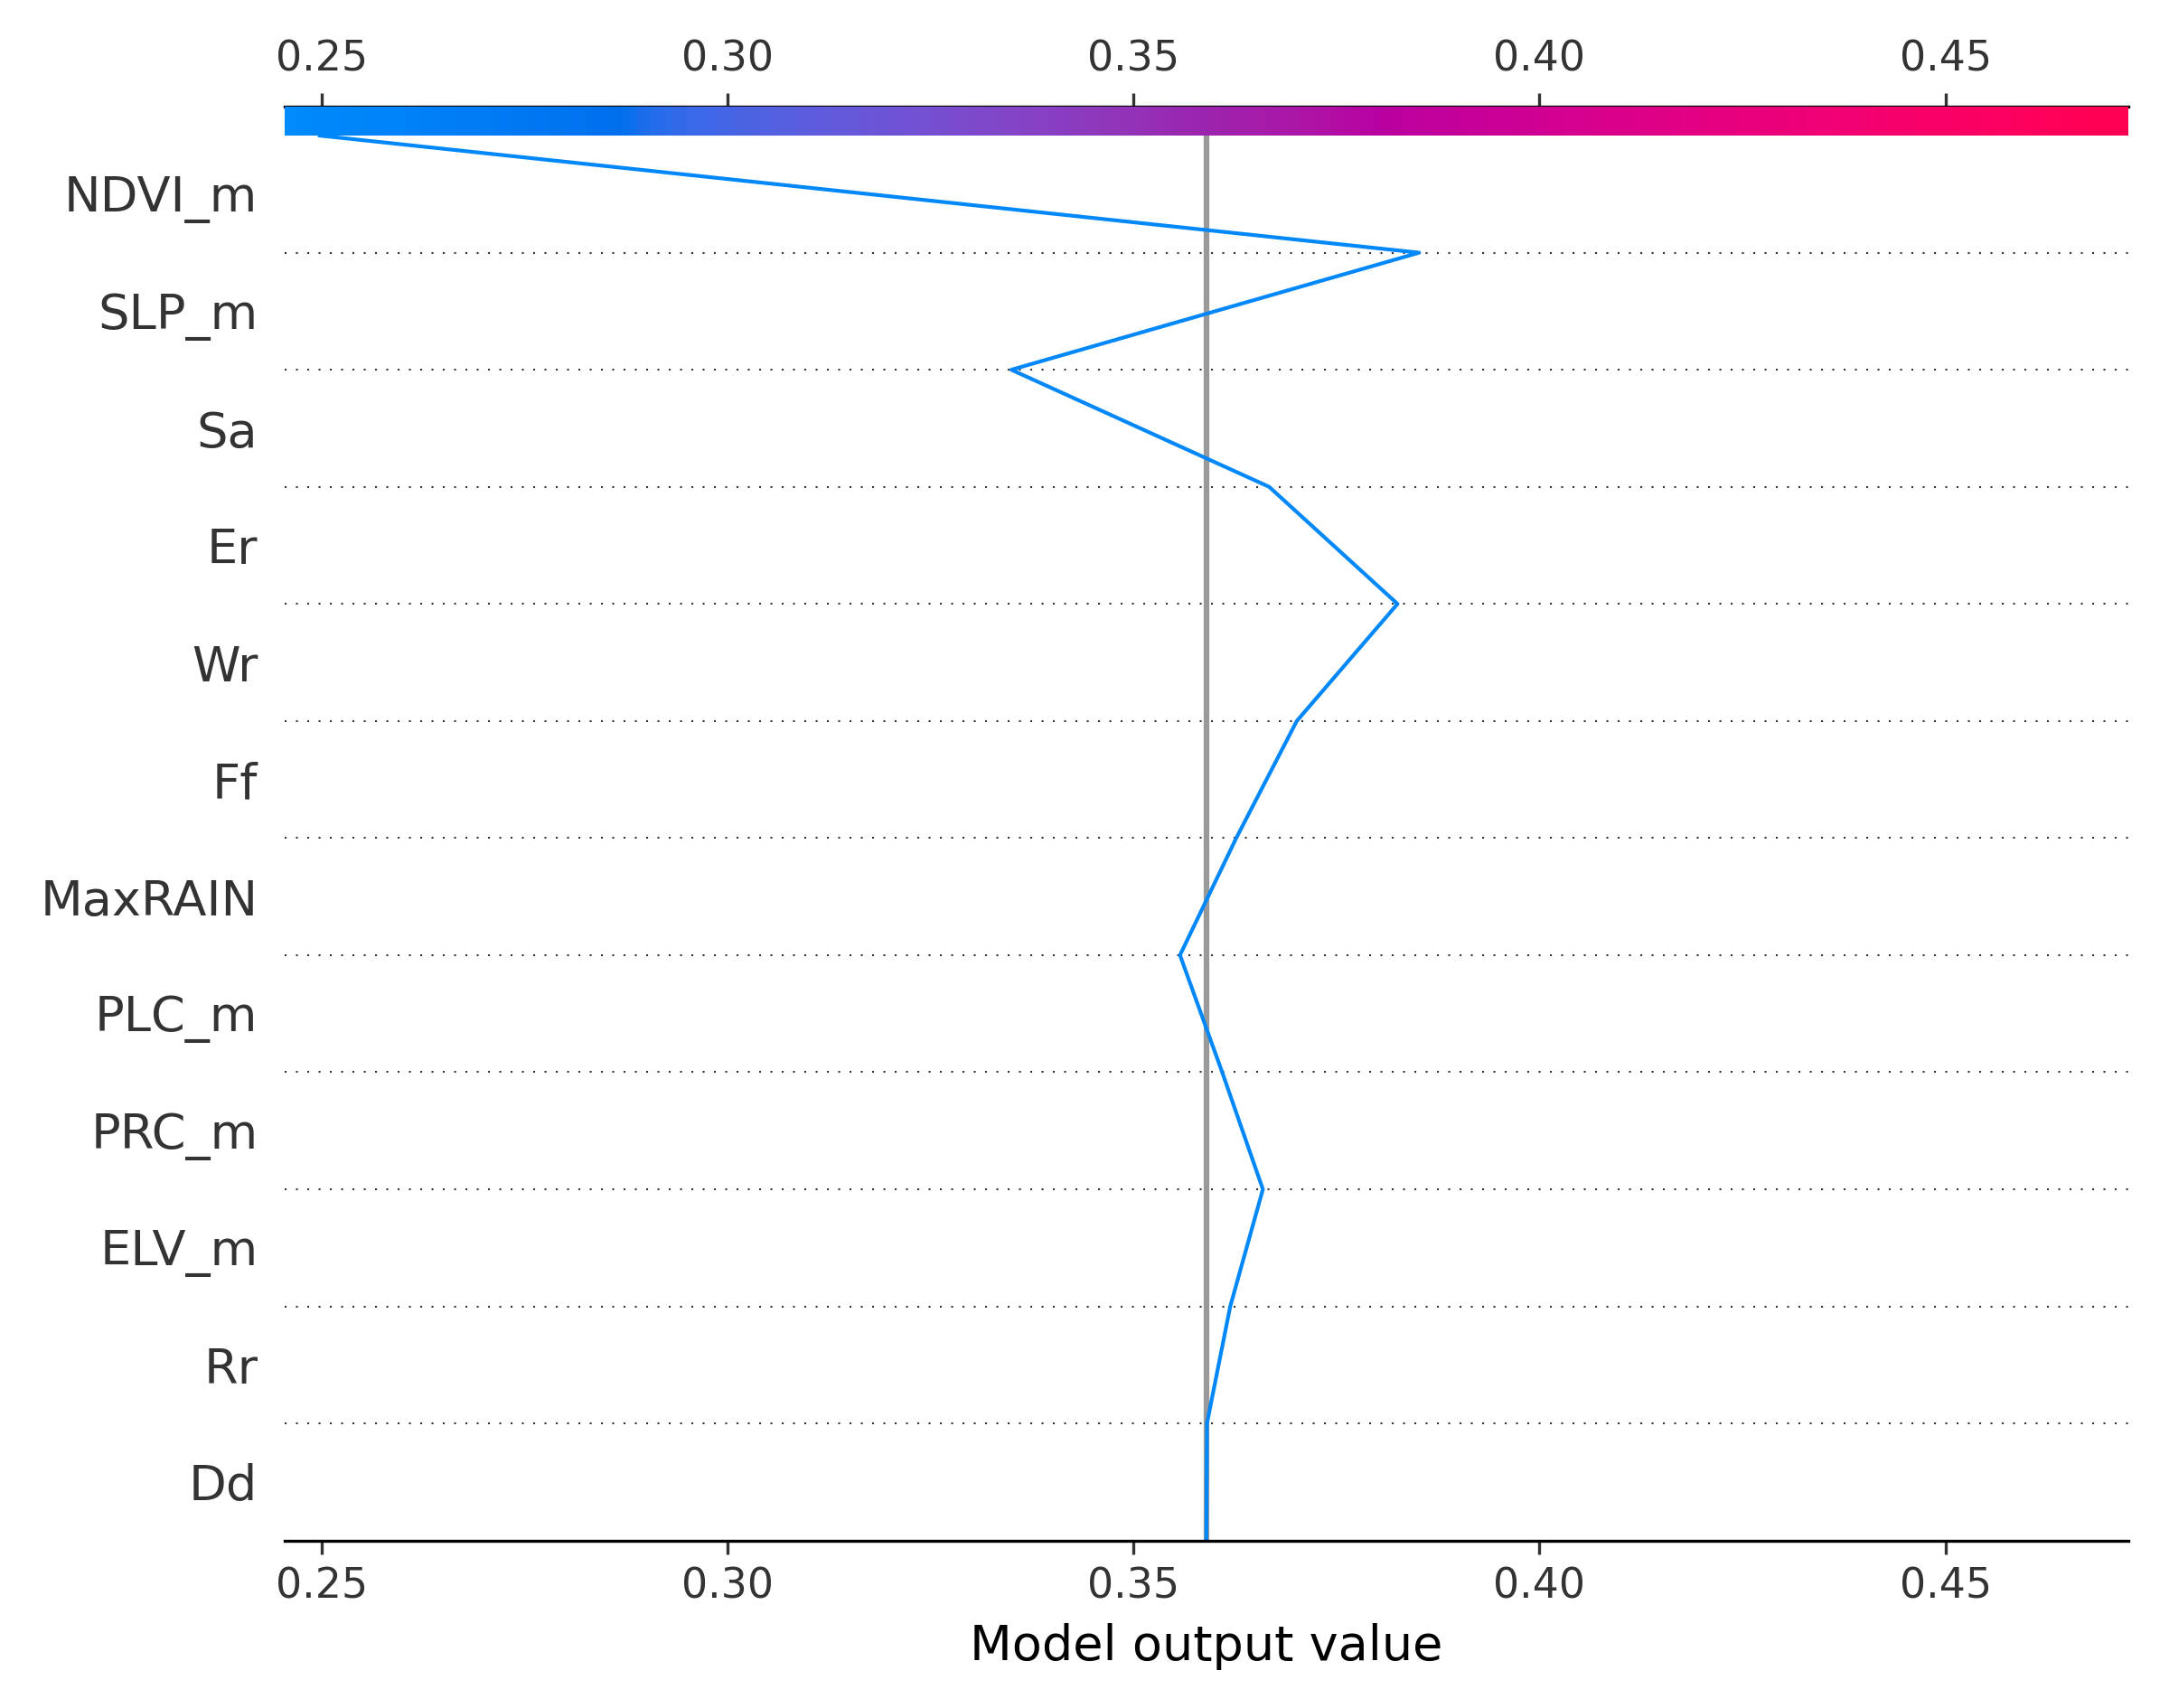 0.25 0.30 0.35 0.40 0.45
NDVI_m
SLP_m
Sa
Er
Wr
Ff
MaxRAIN
PLC_m
PRC_m
ELV_m
Rr
Dd
0.25 0.30 0.35 0.40 0.45
Model output value